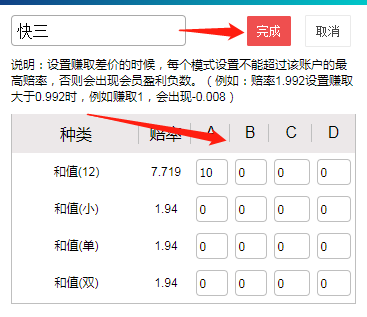 快三 完成 取消
说明：设置赚取差价的时候，每个模式设置不能超过该账户的最
高赔率，否则会出现会员盈利负数。（例如：赔率1.992设置赚取
大于0.992时，例如赚取1，会出现-0.008）
种类 赔率 A B C D
和值(12) 7.719 10 0 0 0
和值(小) 1.94 0 0 0 0
和值(单) 1.94 0 0 0 0
和值(双) 1.94 0 0 0 0